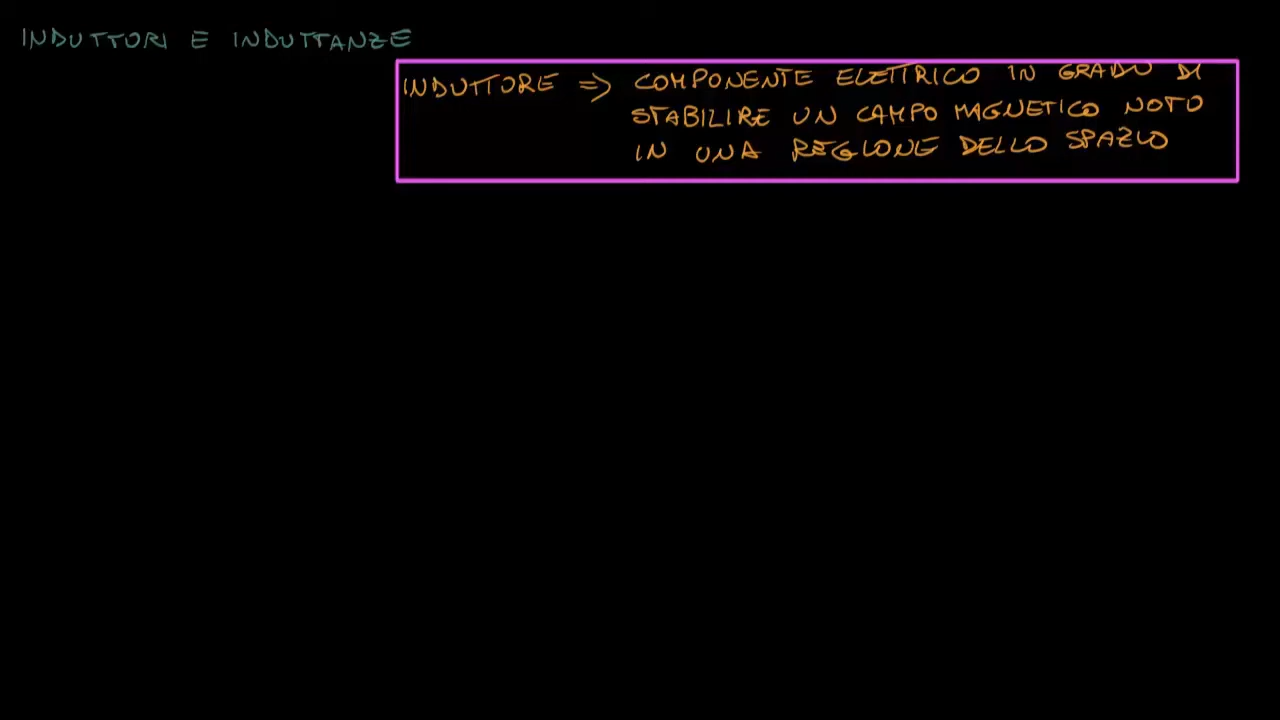 INDUTTORI E INDUTTANZE
INDUTTORE => COMPONENTE ELETTRICO IN GRADO DI
STABILIRE UN CAMPO MAGNETICO NOTO
IN UNA REGIONE DELLO SPAZIO